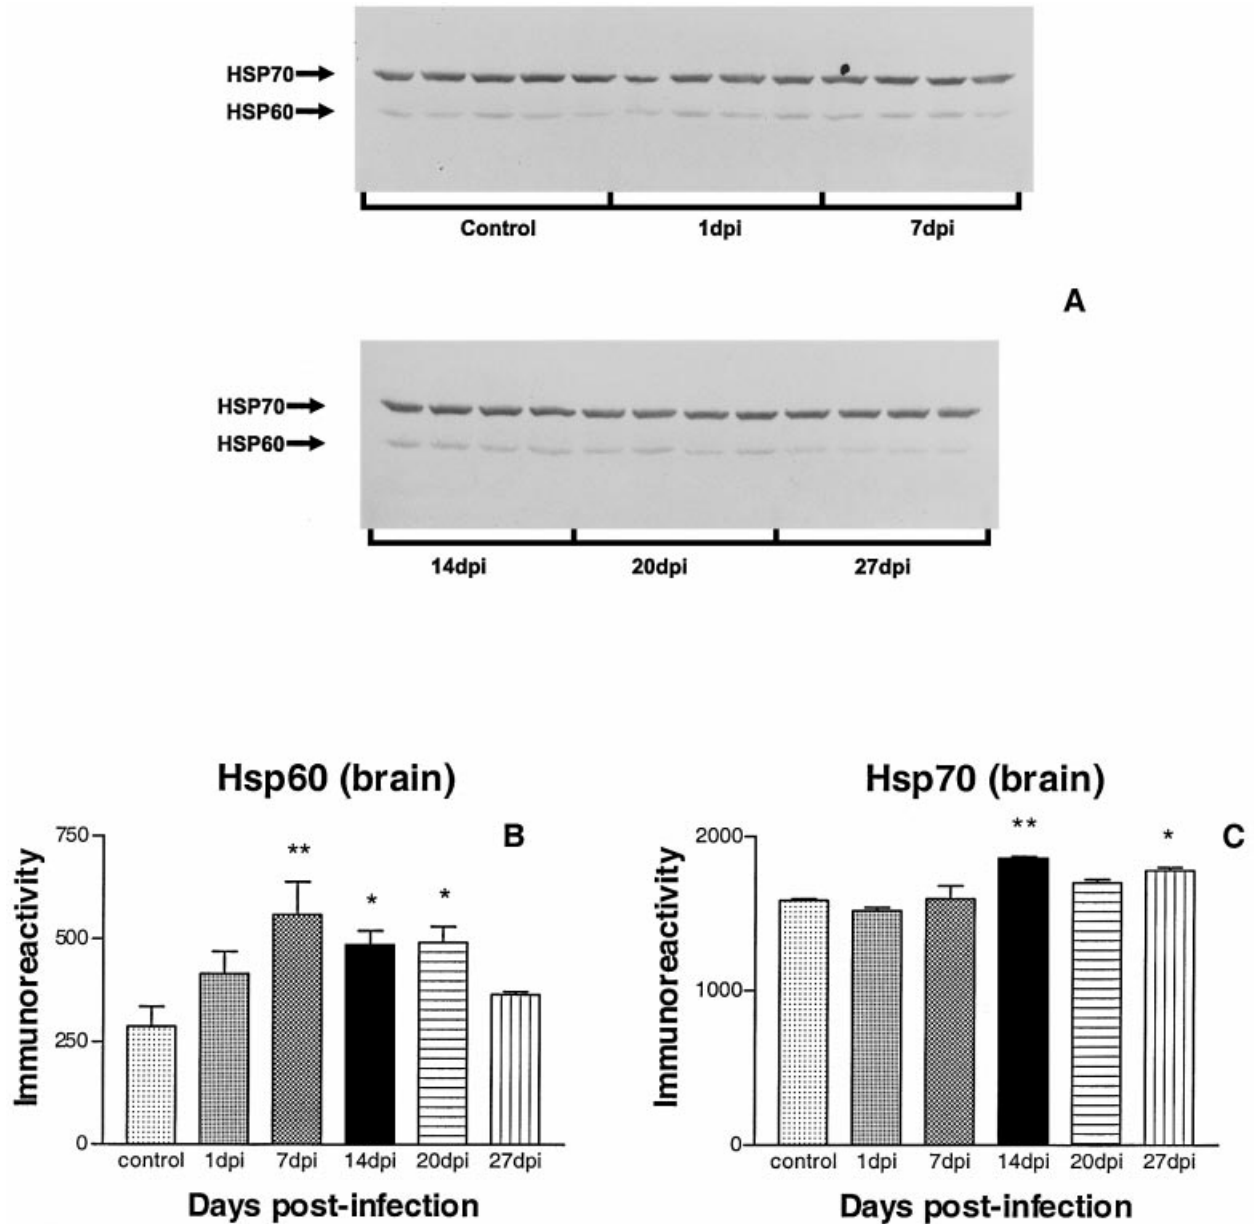 HSP70
HSP60
Control 1dpi 7dpi
A
HSP70
HSP60
14dpi 20dpi 27dpi
Hsp60 (brain)
B
750
500
250
0
Immunoreactivity
** * *
control 1dpi 7dpi 14dpi 20dpi 27dpi
Days post-infection
Hsp70 (brain)
C
2000
1000
0
Immunoreactivity
** *
control 1dpi 7dpi 14dpi 20dpi 27dpi
Days post-infection